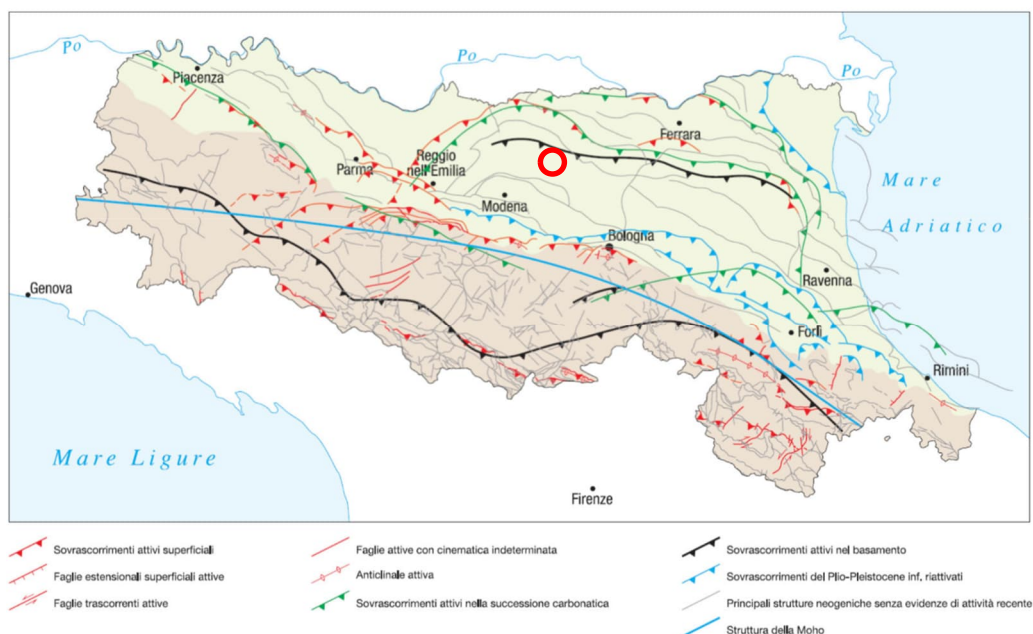 Po
Po
Po
Piacenza
Ferrara
Parma
Reggio
nell'Emilia
Modena
Mare
Adriatico
Bologna
Ravenna
Genova
Forlì
Rimini
Mare Ligure
Firenze
Sovrascorrimenti attivi superficiali
Faglie estensionali superficiali attive
Faglie trascorrenti attive
Faglie attive con cinematica indeterminata
Anticlinale attiva
Sovrascorrimenti attivi nella successione carbonatica
Sovrascorrimenti attivi nel basamento
Sovrascorrimenti del Plio-Pleistocene inf. riattivati
Principali strutture neogeniche senza evidenze di attività recente
Struttura della Moho